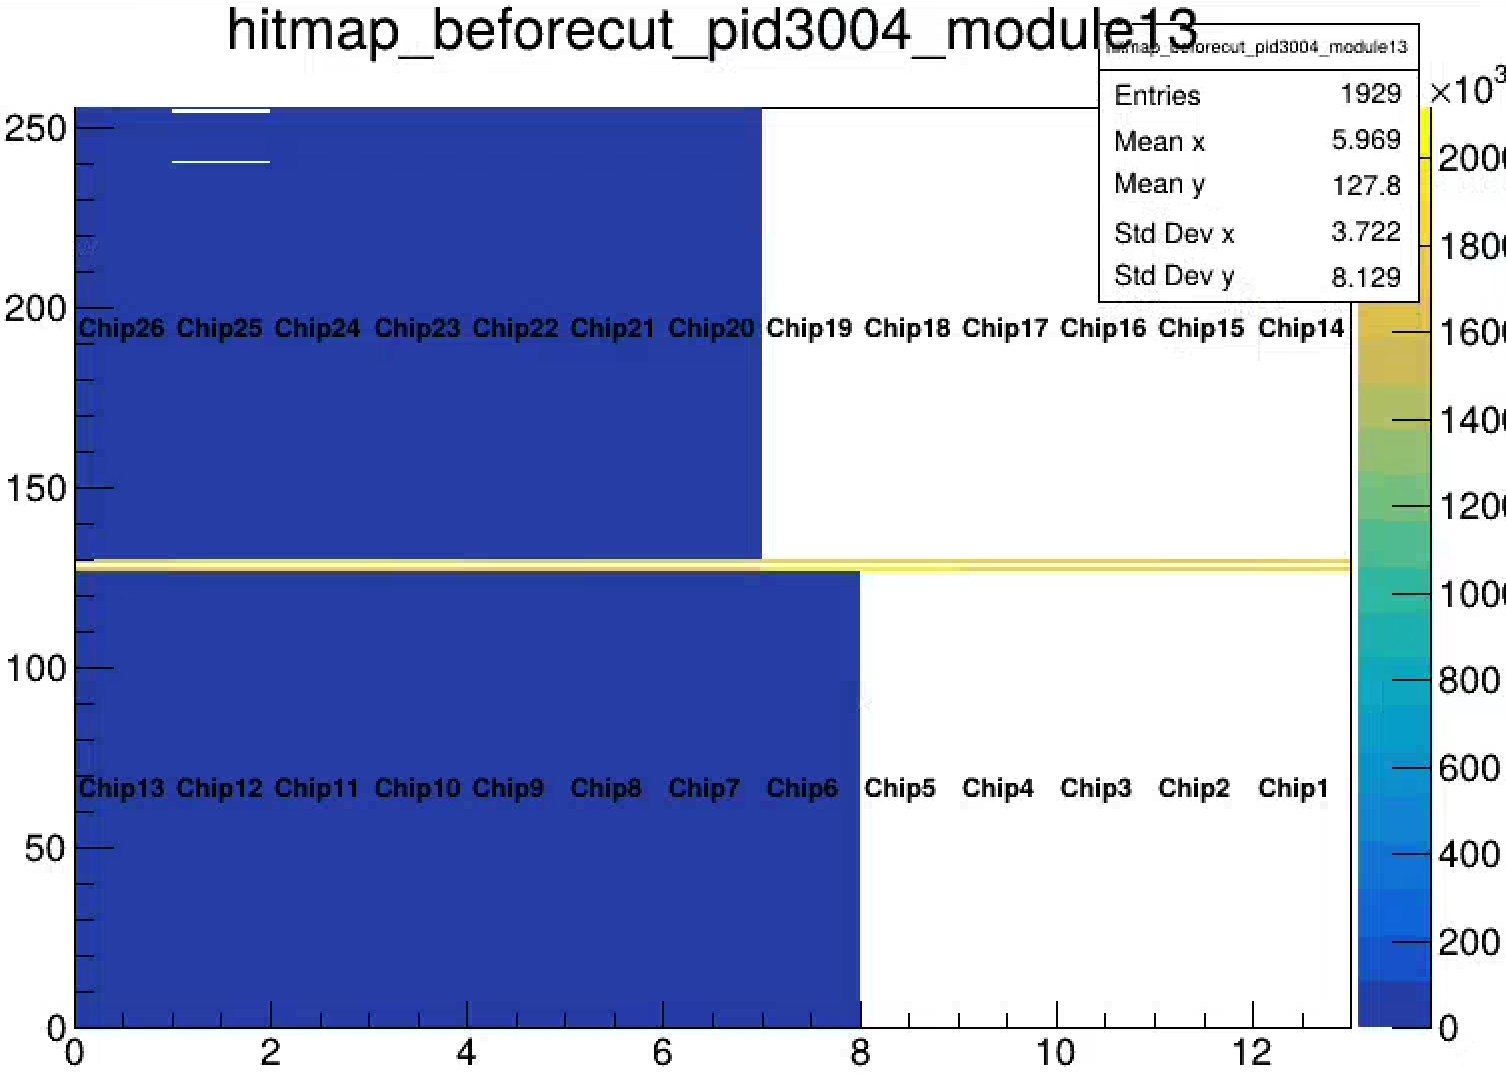 hitmap_beforecut_pid3004_module13
hitmap_beforecut_pid3004_module13
Entries 1929
Mean x 5.969
Mean y 127.8
Std Dev x 3.722
Std Dev y 8.129
×10³
250
200
150
100
50
0
Chip26 Chip25 Chip24 Chip23 Chip22 Chip21 Chip20 Chip19 Chip18 Chip17 Chip16 Chip15 Chip14
Chip13 Chip12 Chip11 Chip10 Chip9 Chip8 Chip7 Chip6 Chip5 Chip4 Chip3 Chip2 Chip1
0 2 4 6 8 10 12
2000
1800
1600
1400
1200
1000
800
600
400
200
0